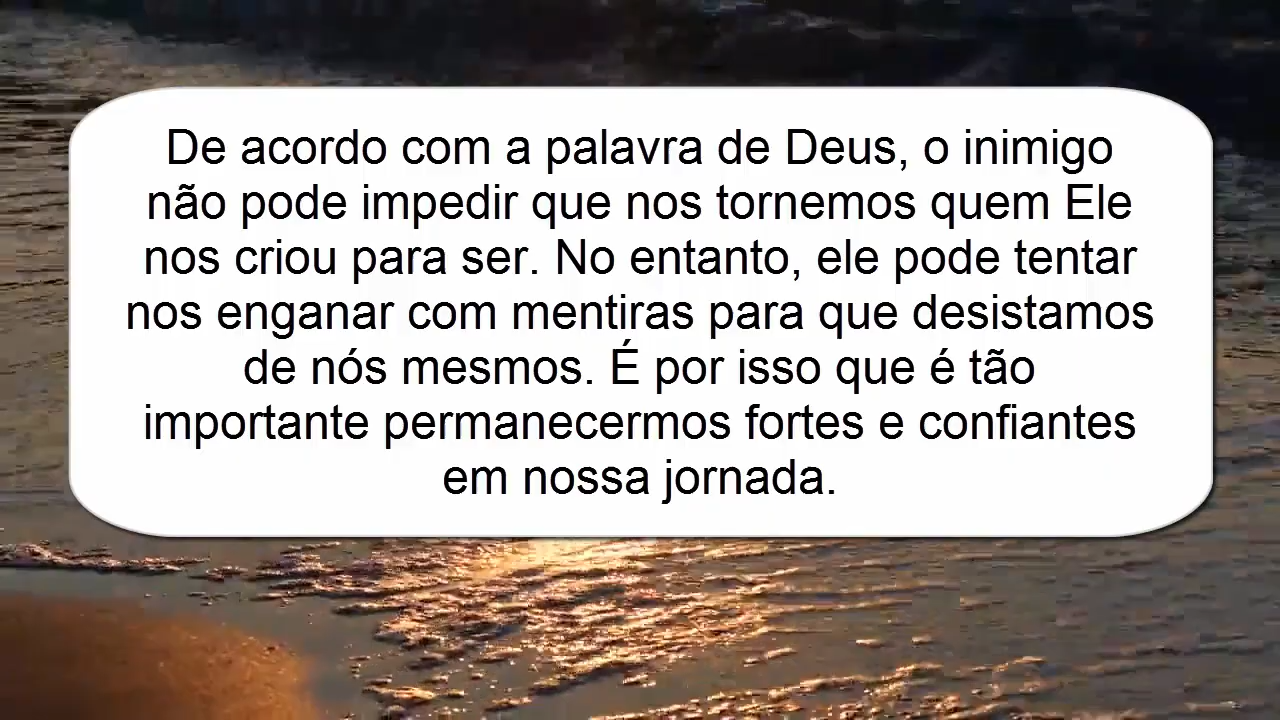 De acordo com a palavra de Deus, o inimigo
não pode impedir que nos tornemos quem Ele
nos criou para ser. No entanto, ele pode tentar
nos enganar com mentiras para que desistamos
de nós mesmos. É por isso que é tão
importante permanecermos fortes e confiantes
em nossa jornada.